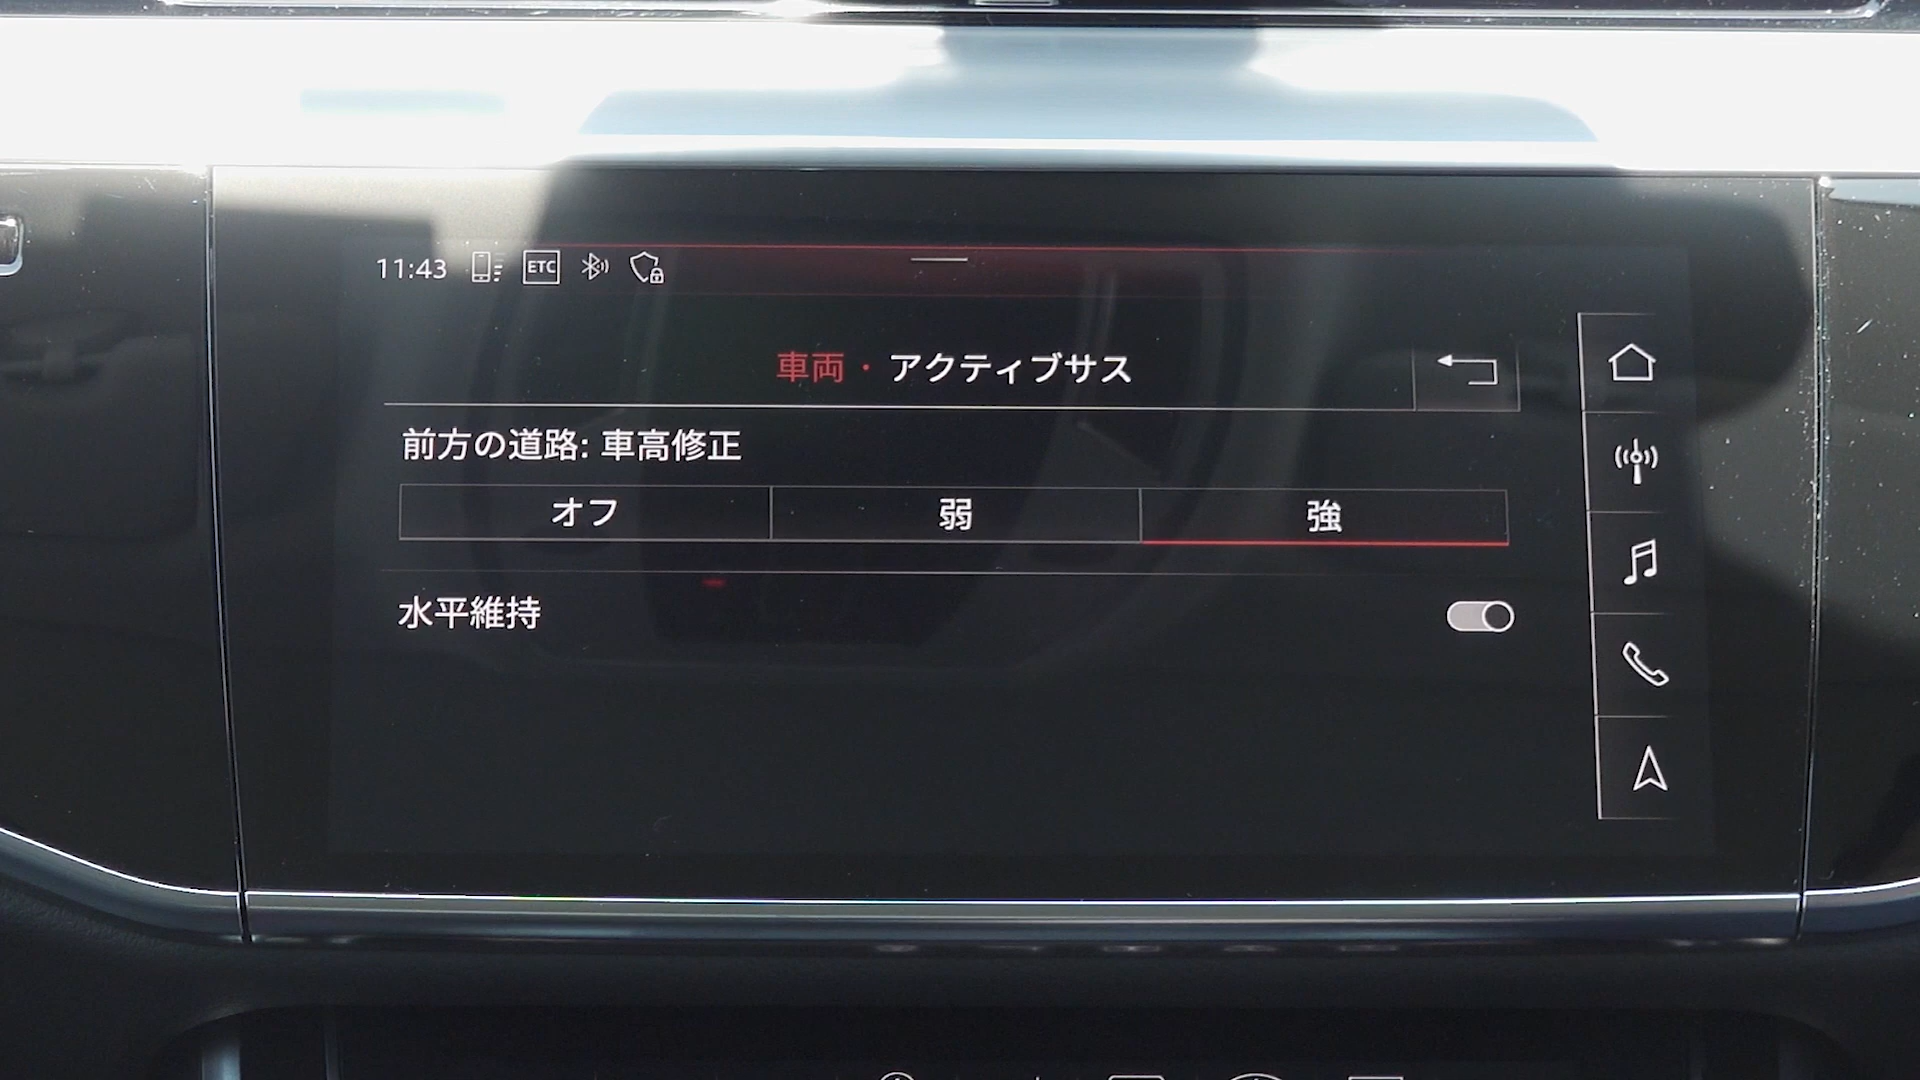 11:43 ETC
車両・アクティブサス
前方の道路: 車高修正
オフ 弱 強
水平維持